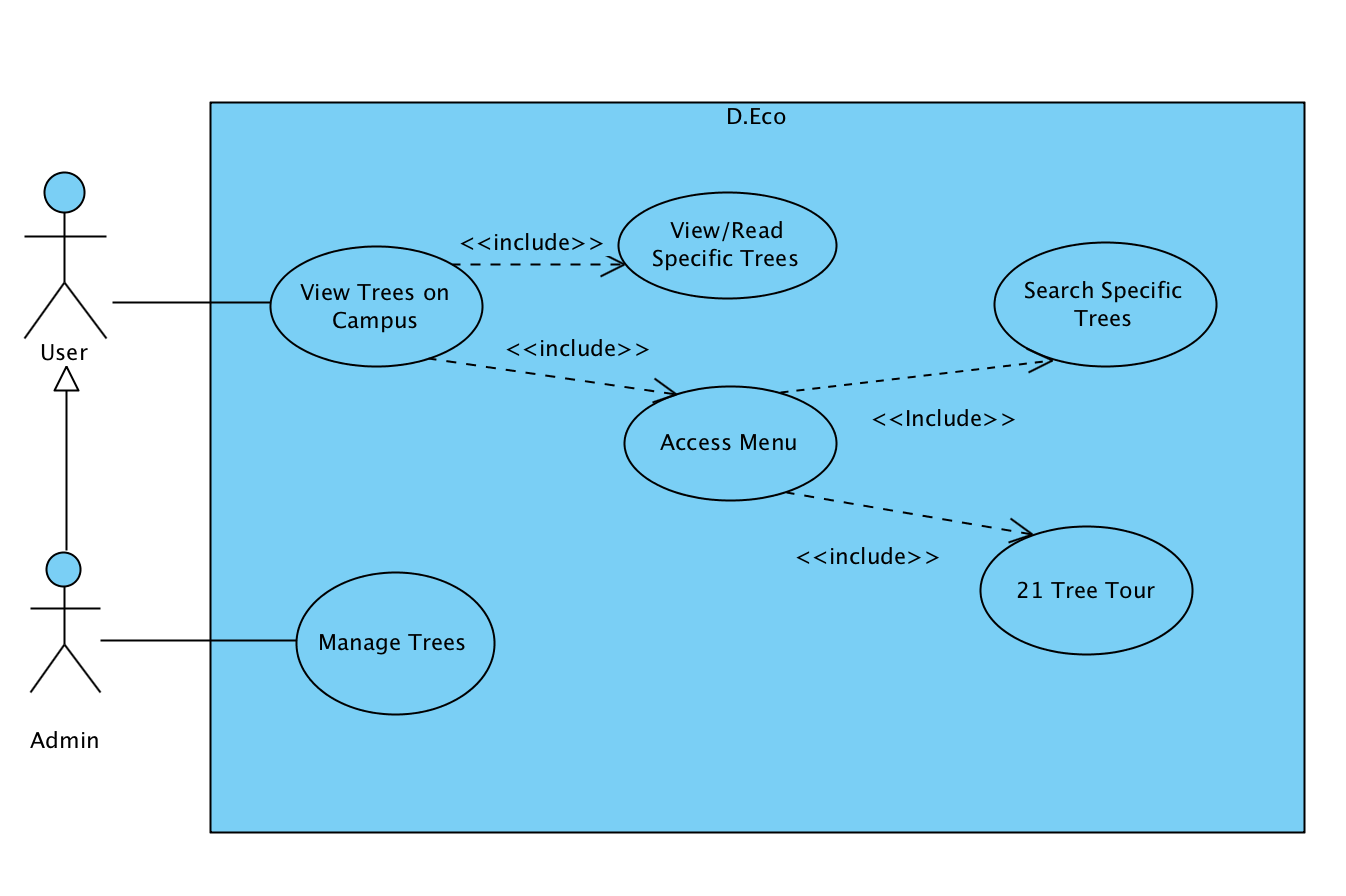 D.Eco
View/Read
Specific Trees
<<include>>
View Trees on
Campus
Search Specific
Trees
User
<<include>>
<<Include>>
Access Menu
<<include>>
21 Tree Tour
Manage Trees
Admin